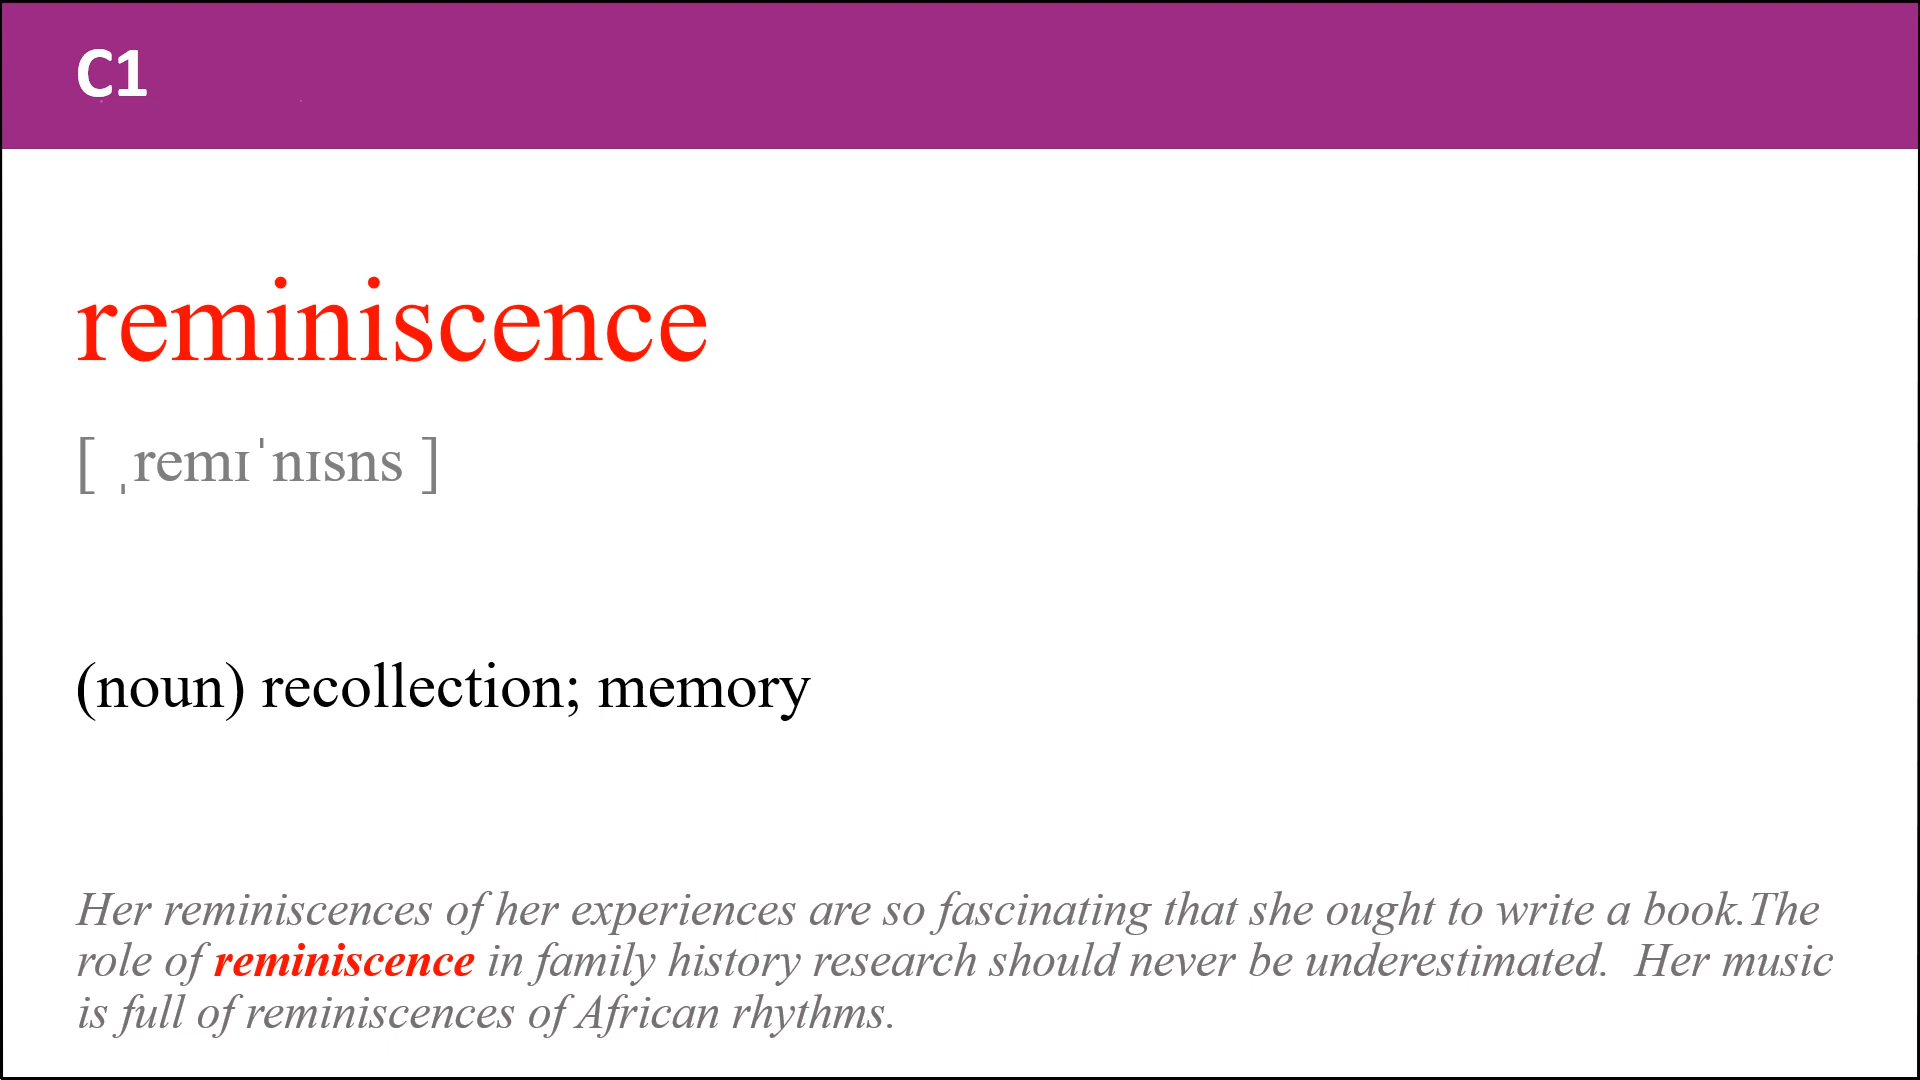 C1
reminiscence
[ ˌremɪˈnɪsns ]
(noun) recollection; memory
Her reminiscences of her experiences are so fascinating that she ought to write a book.The
role of reminiscence in family history research should never be underestimated.  Her music
is full of reminiscences of African rhythms.